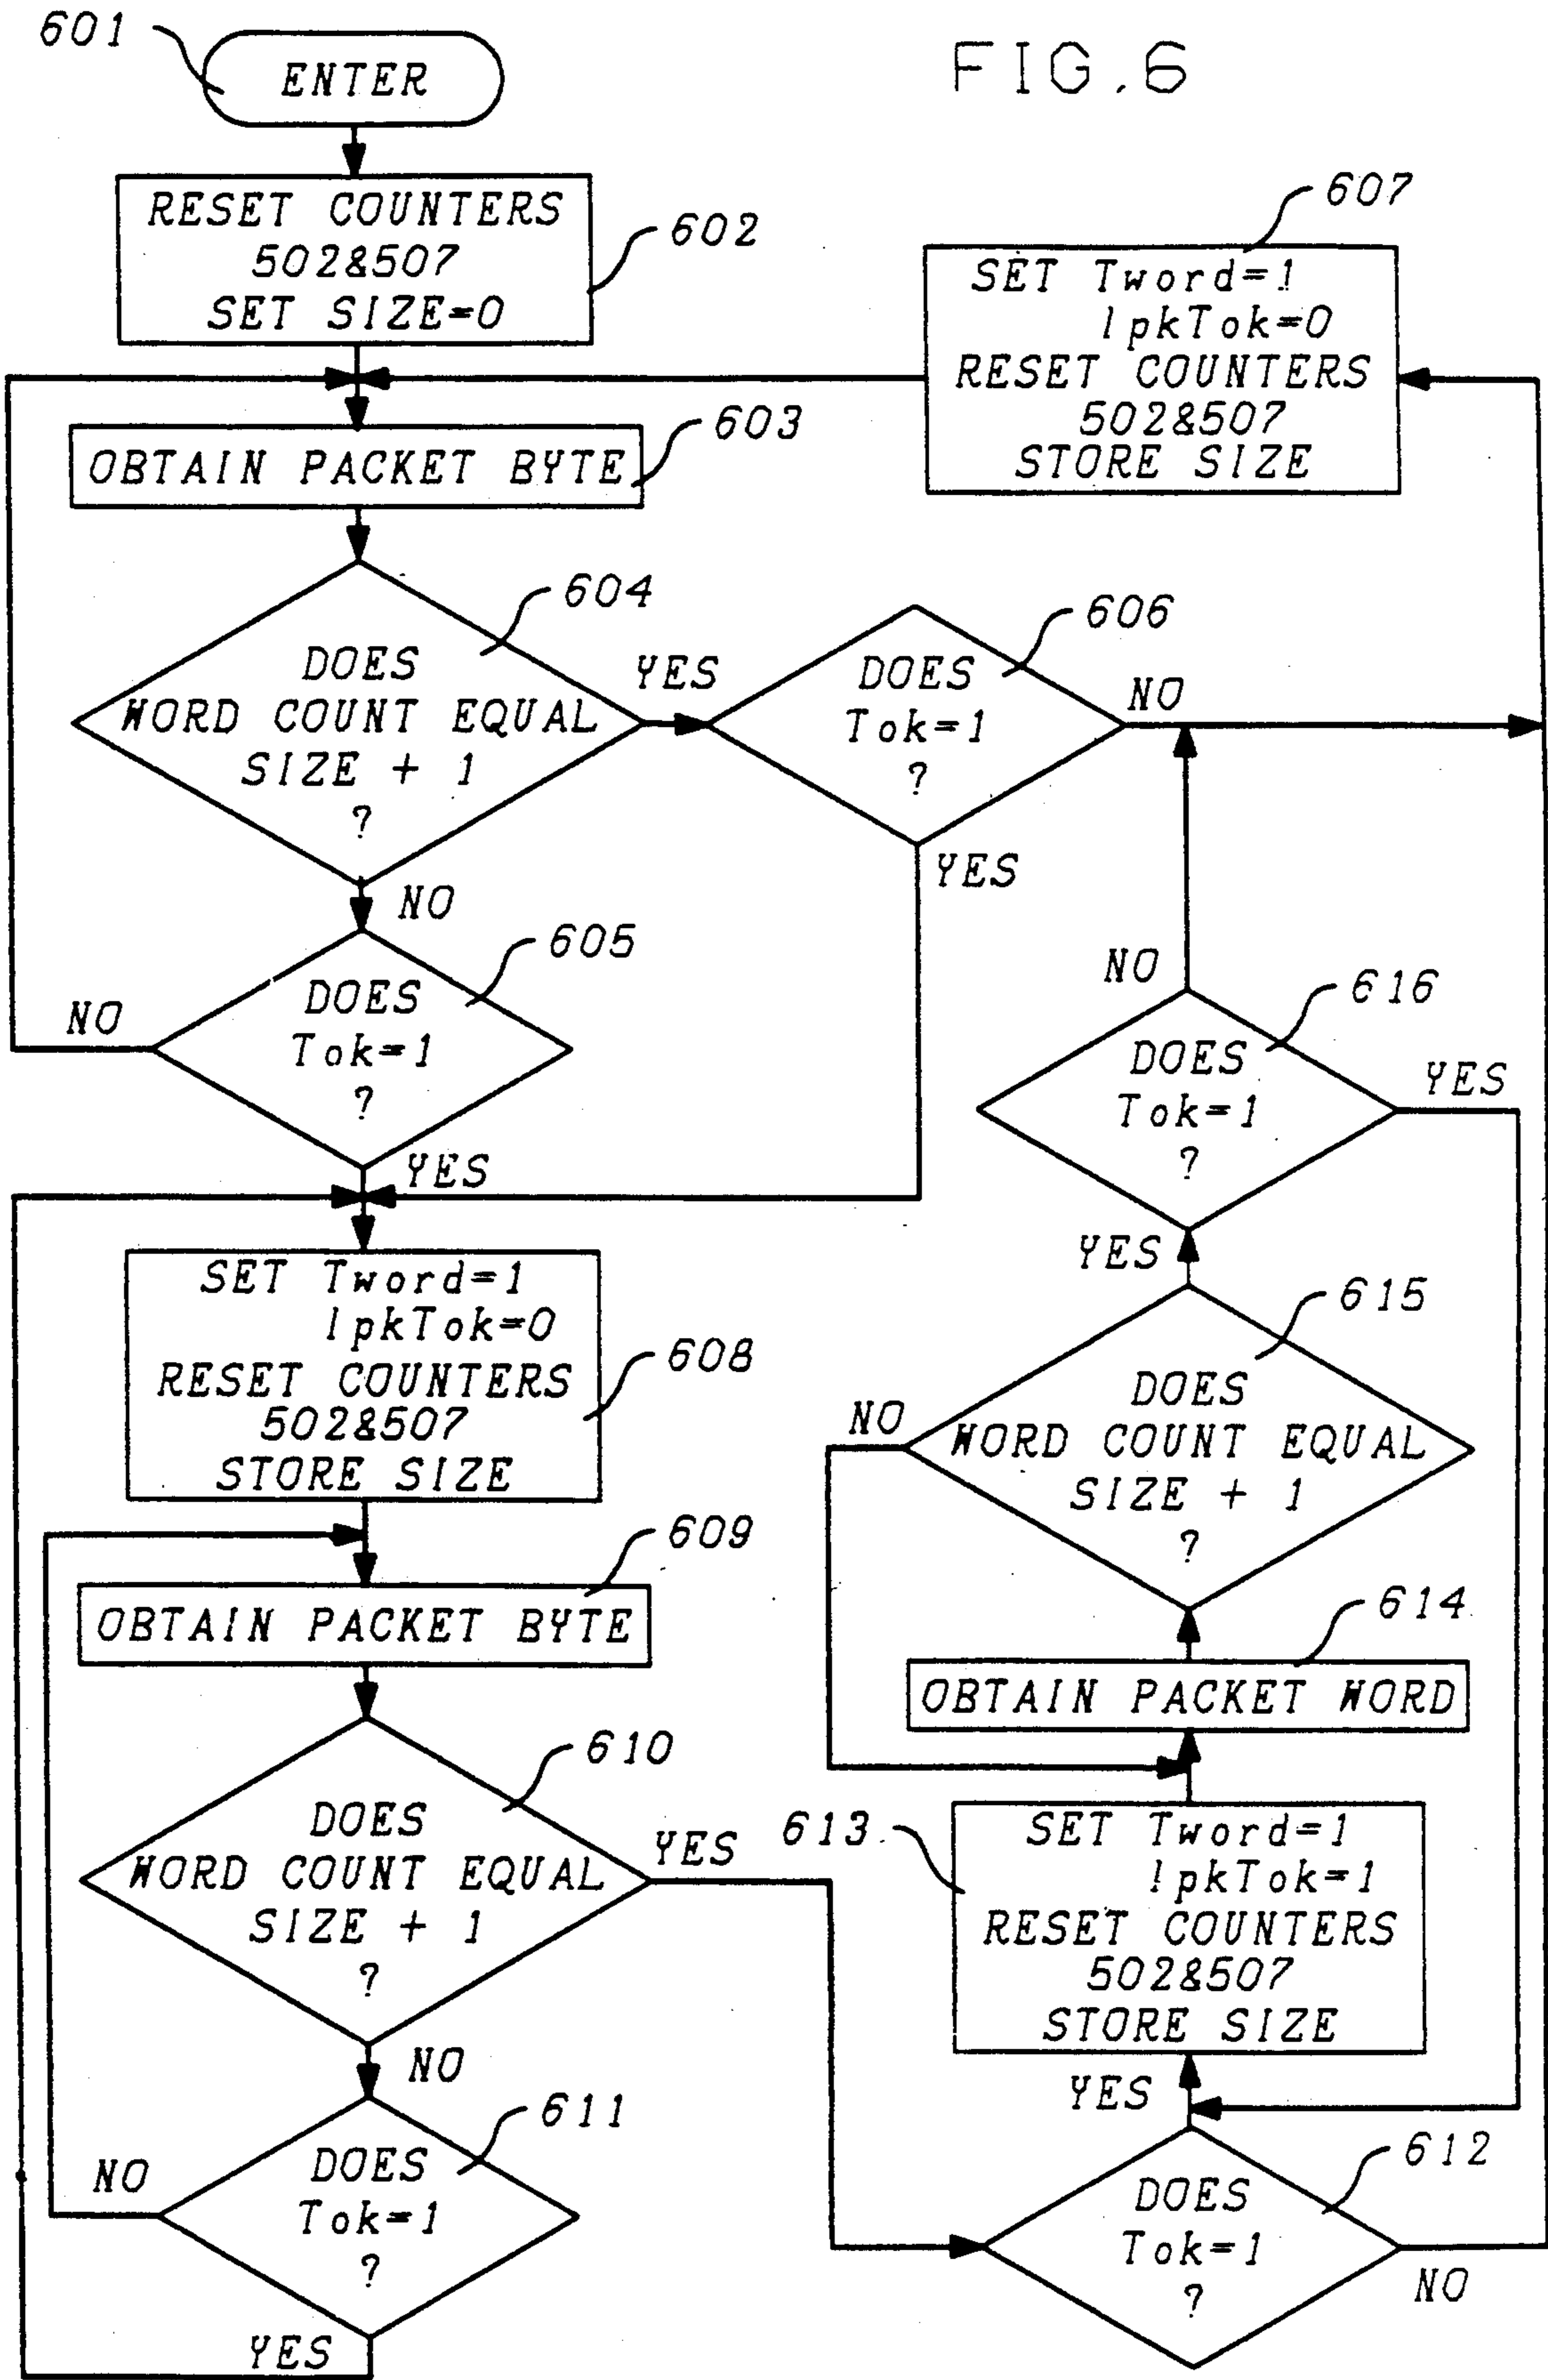 FIG.6
601
ENTER
RESET COUNTERS
502&507
SET SIZE=0
602
607
SET Tword=1
lpkTok=0
RESET COUNTERS
502&507
STORE SIZE
603
OBTAIN PACKET BYTE
604
DOES
WORD COUNT EQUAL
SIZE + 1
?
YES
NO
606
DOES
Tok=1
?
NO
YES
605
DOES
Tok=1
?
NO
YES
616
DOES
Tok=1
?
NO
YES
608
SET Tword=1
lpkTok=0
RESET COUNTERS
502&507
STORE SIZE
615
DOES
WORD COUNT EQUAL
SIZE + 1
?
YES
NO
609
OBTAIN PACKET BYTE
614
OBTAIN PACKET WORD
610
DOES
WORD COUNT EQUAL
SIZE + 1
?
YES
NO
613
SET Tword=1
lpkTok=1
RESET COUNTERS
502&507
STORE SIZE
YES
611
DOES
Tok=1
?
NO
YES
612
DOES
Tok=1
?
NO